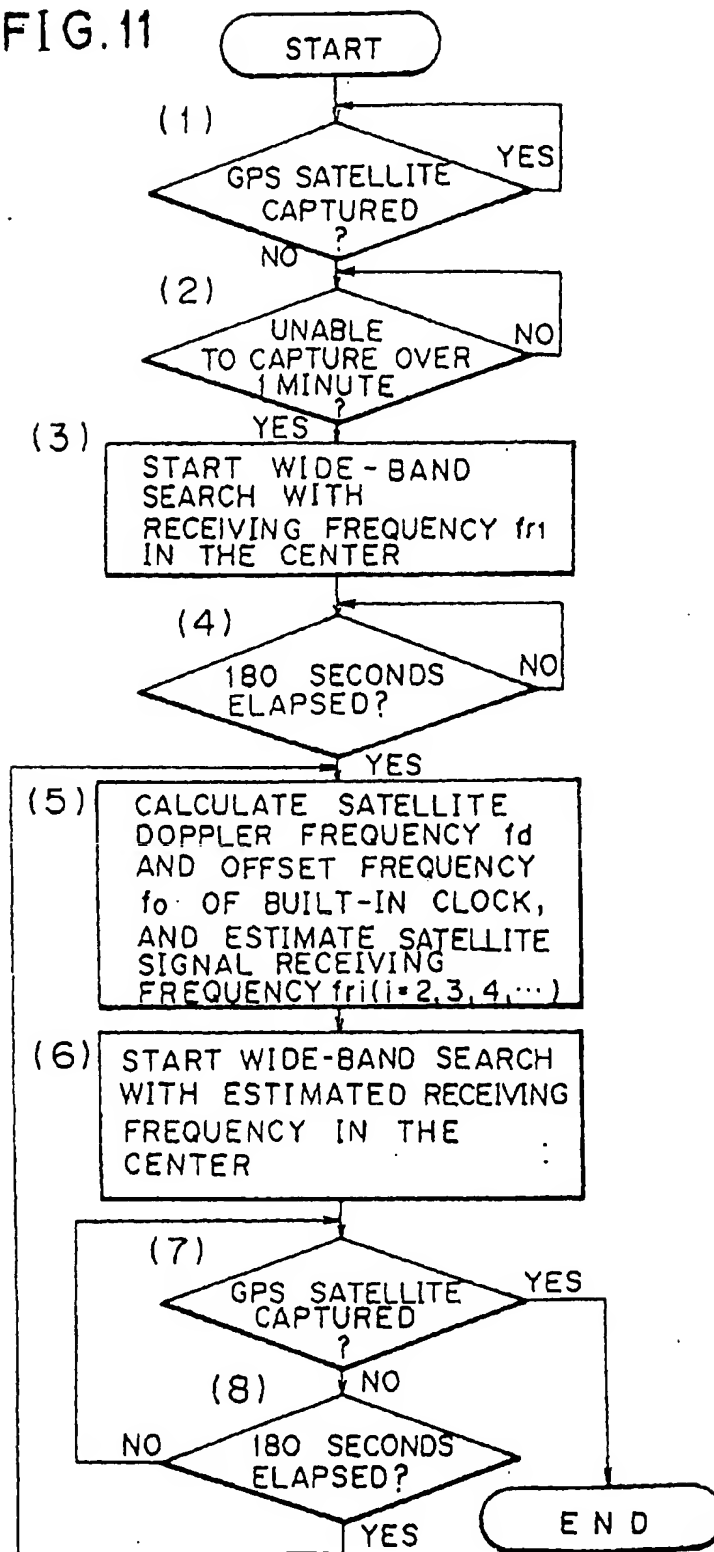 FIG.11
START
(1)
YES
GPS SATELLITE
CAPTURED
?
NO
(2)
UNABLE
TO CAPTURE OVER
1 MINUTE
?
NO
YES
(3)
START WIDE-BAND
SEARCH WITH
RECEIVING FREQUENCY fr1
IN THE CENTER
(4)
180 SECONDS
ELAPSED?
NO
YES
(5)
CALCULATE SATELLITE
DOPPLER FREQUENCY fd
AND OFFSET FREQUENCY
fo OF BUILT-IN CLOCK,
AND ESTIMATE SATELLITE
SIGNAL RECEIVING
FREQUENCY fri(i=2,3,4,…)
(6)
START WIDE-BAND SEARCH
WITH ESTIMATED RECEIVING
FREQUENCY IN THE
CENTER
(7)
GPS SATELLITE
CAPTURED
?
YES
NO
(8)
180 SECONDS
ELAPSED?
NO
YES
END